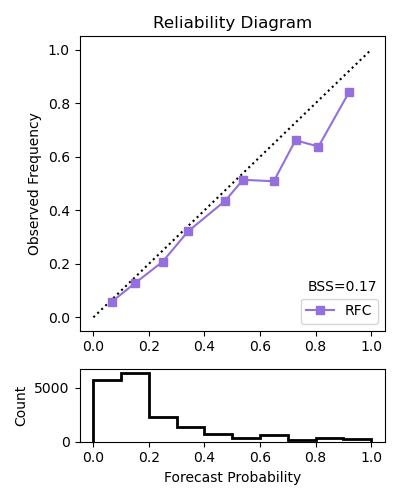 Reliability Diagram
1.0
0.8
0.6
0.4
0.2
0.0
Observed Frequency
BSS=0.17
RFC
0.0 0.2 0.4 0.6 0.8 1.0
5000
0
Count
0.0 0.2 0.4 0.6 0.8 1.0
Forecast Probability